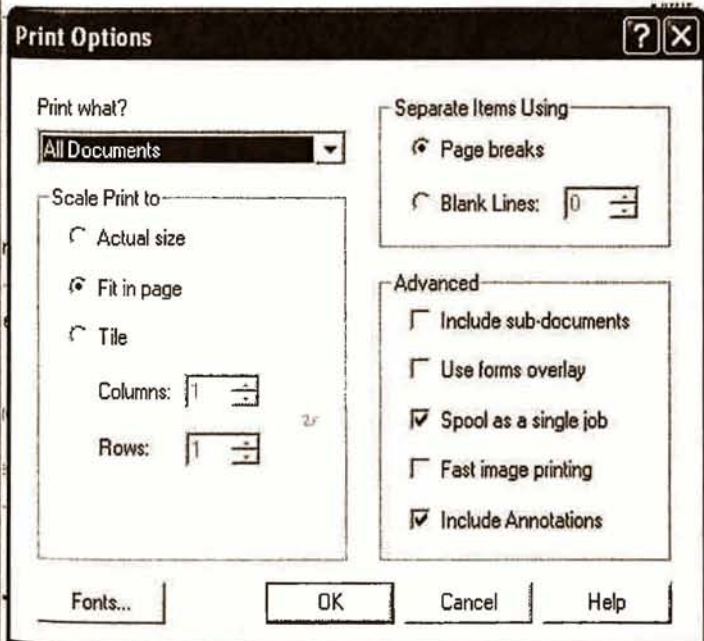 Print Options
Print what?
All Documents
Scale Print to
Actual size
Fit in page
Tile
Columns: 1
Rows: 1
Separate Items Using
Page breaks
Blank Lines: 0
Advanced
Include sub-documents
Use forms overlay
Spool as a single job
Fast image printing
Include Annotations
Fonts... OK Cancel Help